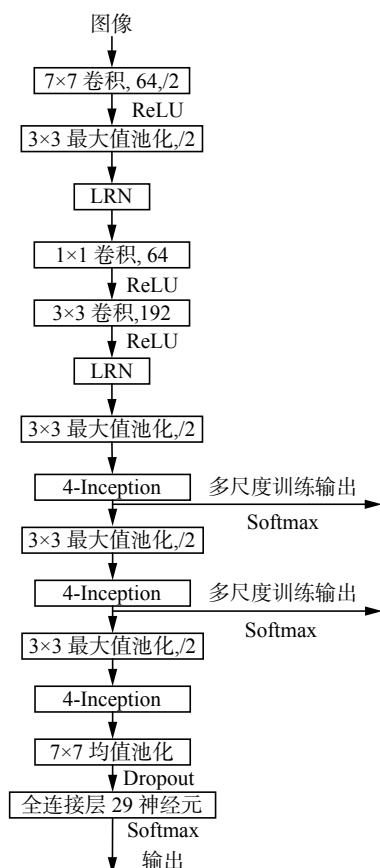 图像
7×7 卷积, 64,/2
ReLU
3×3 最大值池化,/2
LRN
1×1 卷积, 64
ReLU
3×3 卷积,192
ReLU
LRN
3×3 最大值池化,/2
4-Inception
多尺度训练输出
Softmax
3×3 最大值池化,/2
4-Inception
多尺度训练输出
Softmax
3×3 最大值池化,/2
4-Inception
7×7 均值池化
Dropout
全连接层 29 神经元
Softmax
输出